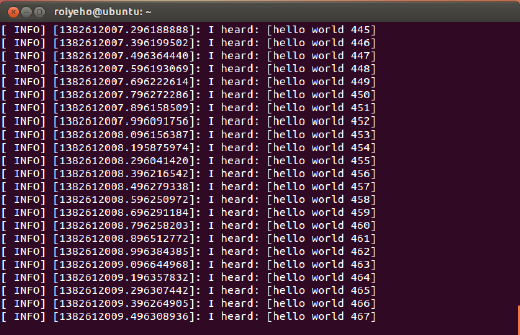 roiyeho@ubuntu: ~
[ INFO] [1382612007.296188888]: I heard: [hello world 445]
[ INFO] [1382612007.396199502]: I heard: [hello world 446]
[ INFO] [1382612007.496364440]: I heard: [hello world 447]
[ INFO] [1382612007.596193069]: I heard: [hello world 448]
[ INFO] [1382612007.696222614]: I heard: [hello world 449]
[ INFO] [1382612007.796272286]: I heard: [hello world 450]
[ INFO] [1382612007.896158509]: I heard: [hello world 451]
[ INFO] [1382612007.996091756]: I heard: [hello world 452]
[ INFO] [1382612008.096156387]: I heard: [hello world 453]
[ INFO] [1382612008.195875974]: I heard: [hello world 454]
[ INFO] [1382612008.296041420]: I heard: [hello world 455]
[ INFO] [1382612008.396216542]: I heard: [hello world 456]
[ INFO] [1382612008.496279338]: I heard: [hello world 457]
[ INFO] [1382612008.596250972]: I heard: [hello world 458]
[ INFO] [1382612008.696291184]: I heard: [hello world 459]
[ INFO] [1382612008.796258203]: I heard: [hello world 460]
[ INFO] [1382612008.896512772]: I heard: [hello world 461]
[ INFO] [1382612008.996384385]: I heard: [hello world 462]
[ INFO] [1382612009.096644968]: I heard: [hello world 463]
[ INFO] [1382612009.196357832]: I heard: [hello world 464]
[ INFO] [1382612009.296307442]: I heard: [hello world 465]
[ INFO] [1382612009.396264905]: I heard: [hello world 466]
[ INFO] [1382612009.496308936]: I heard: [hello world 467]